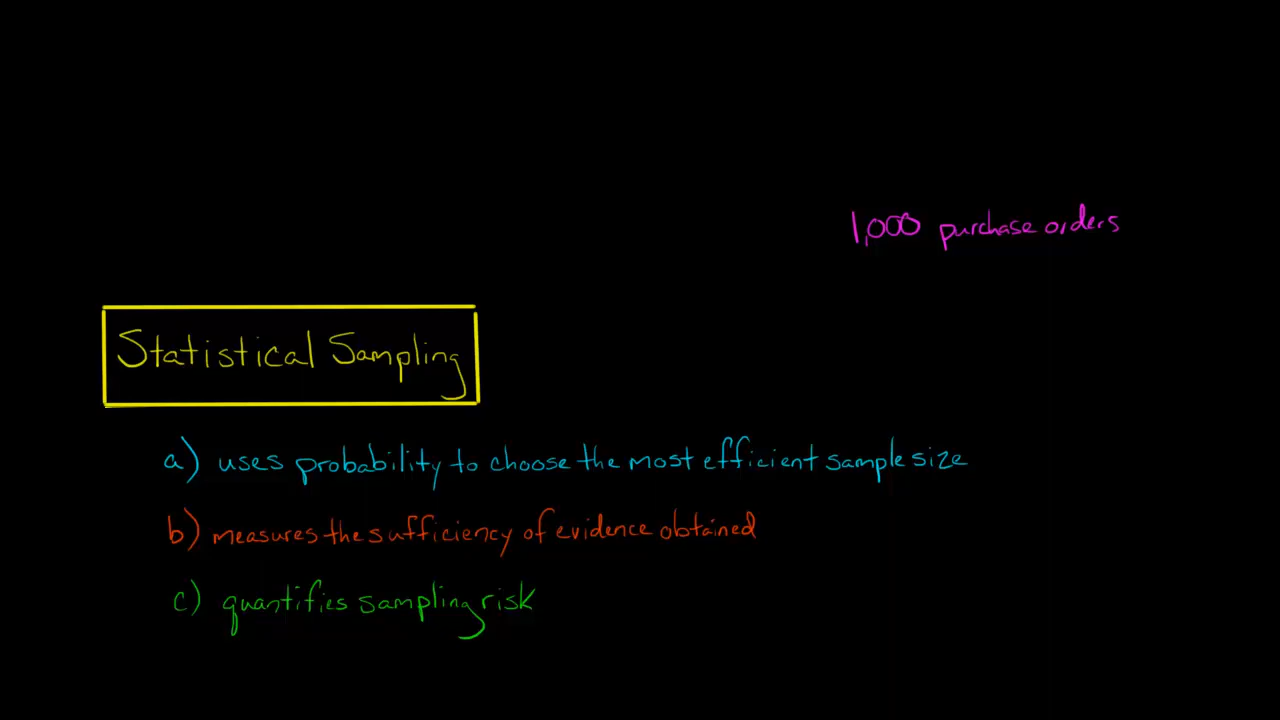 1,000 purchase orders
Statistical Sampling
a) uses probability to choose the most efficient sample size
b) measures the sufficiency of evidence obtained
c) quantifies sampling risk